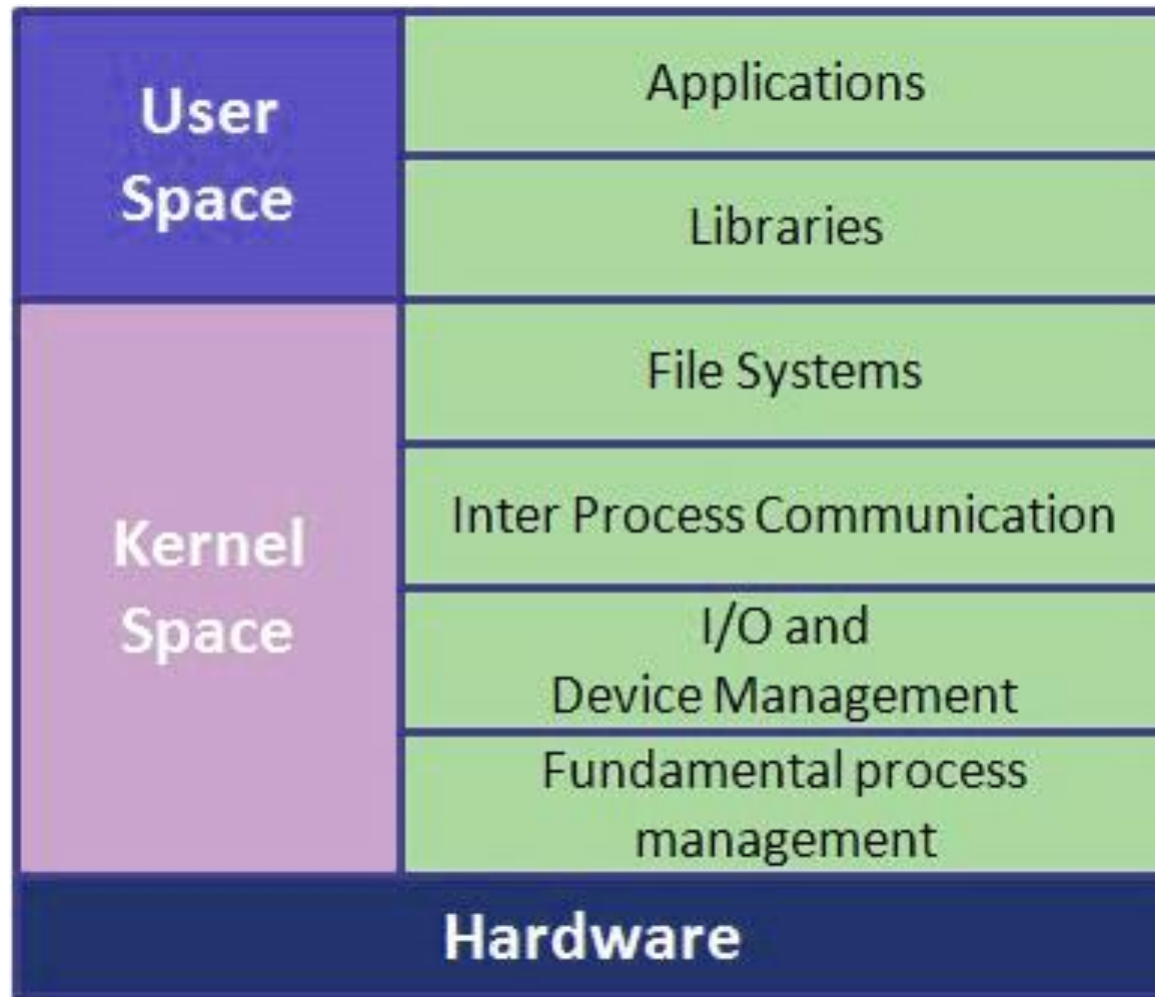 User
Space
Applications
Libraries
Kernel
Space
File Systems
Inter Process Communication
I/O and
Device Management
Fundamental process
management
Hardware